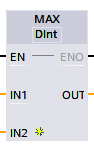 MAX
DInt
EN ENO
IN1 OUT
IN2